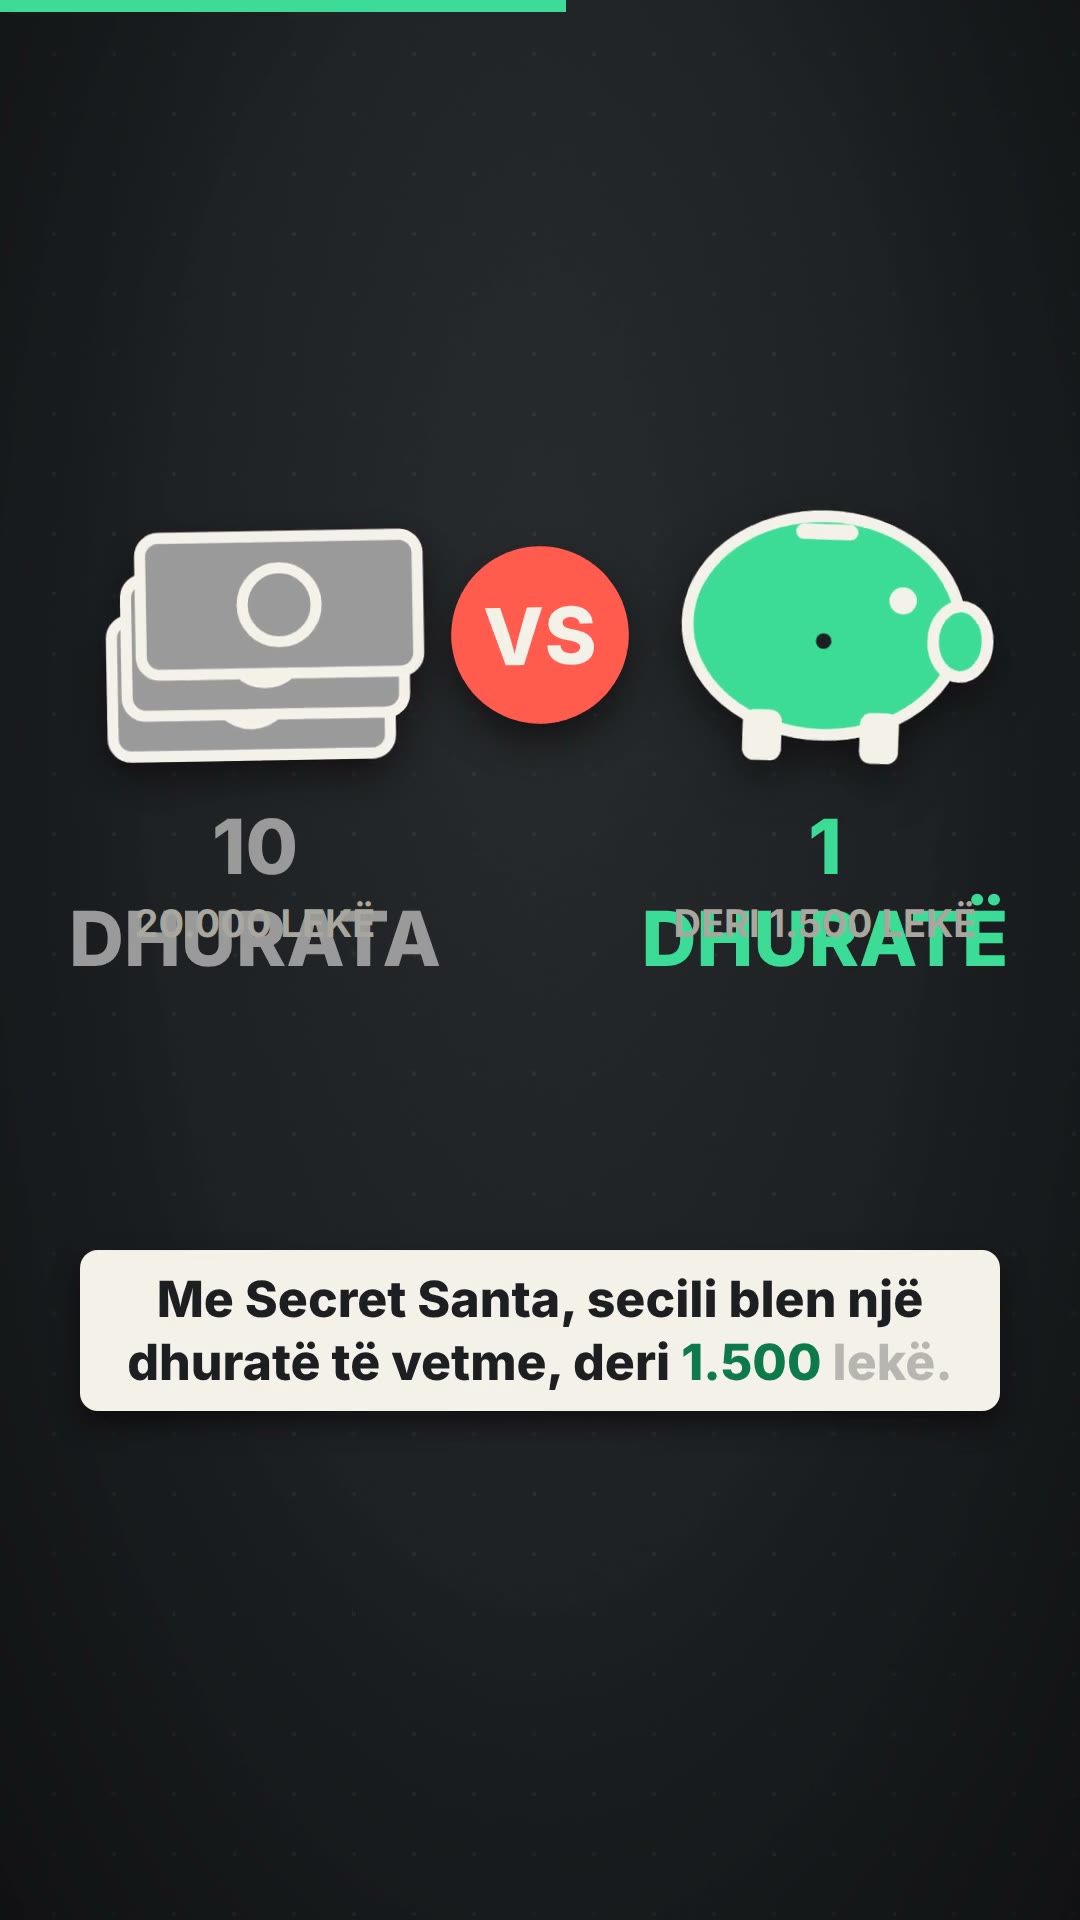 VS
10
DHURATA
20.000 LEKË
1
DHURATË
DERI 1.500 LEKË
Me Secret Santa, secili blen një
dhuratë të vetme, deri 1.500 lekë.